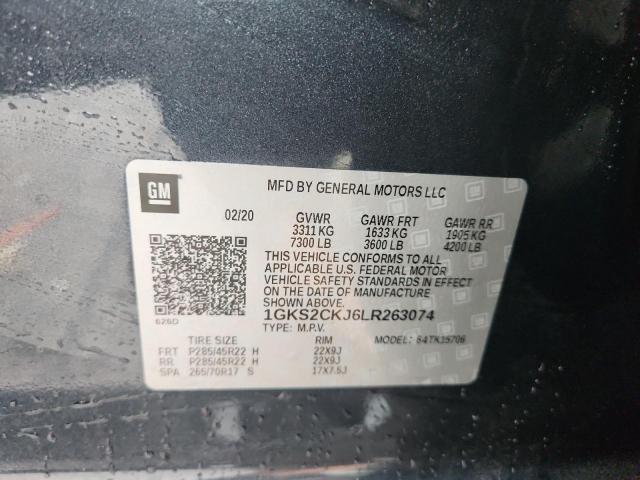 GM
MFD BY GENERAL MOTORS LLC
02/20 GVWR GAWR FRT GAWR RR
3311 KG 1633 KG 1905 KG
7300 LB 3600 LB 4200 LB
THIS VEHICLE CONFORMS TO ALL
APPLICABLE U.S. FEDERAL MOTOR
VEHICLE SAFETY STANDARDS
IN EFFECT ON THE DATE OF MANUFACTURE
SHOWN ABOVE.
1GKS2CKJ6LR263074
626D TYPE: M.P.V. MODEL: 64TK15706
TIRE SIZE RIM
FRT P285/45R22 H 22X9J
RR P285/45R22 H 22X9J
SPA 265/70R17 S 17X7.5J